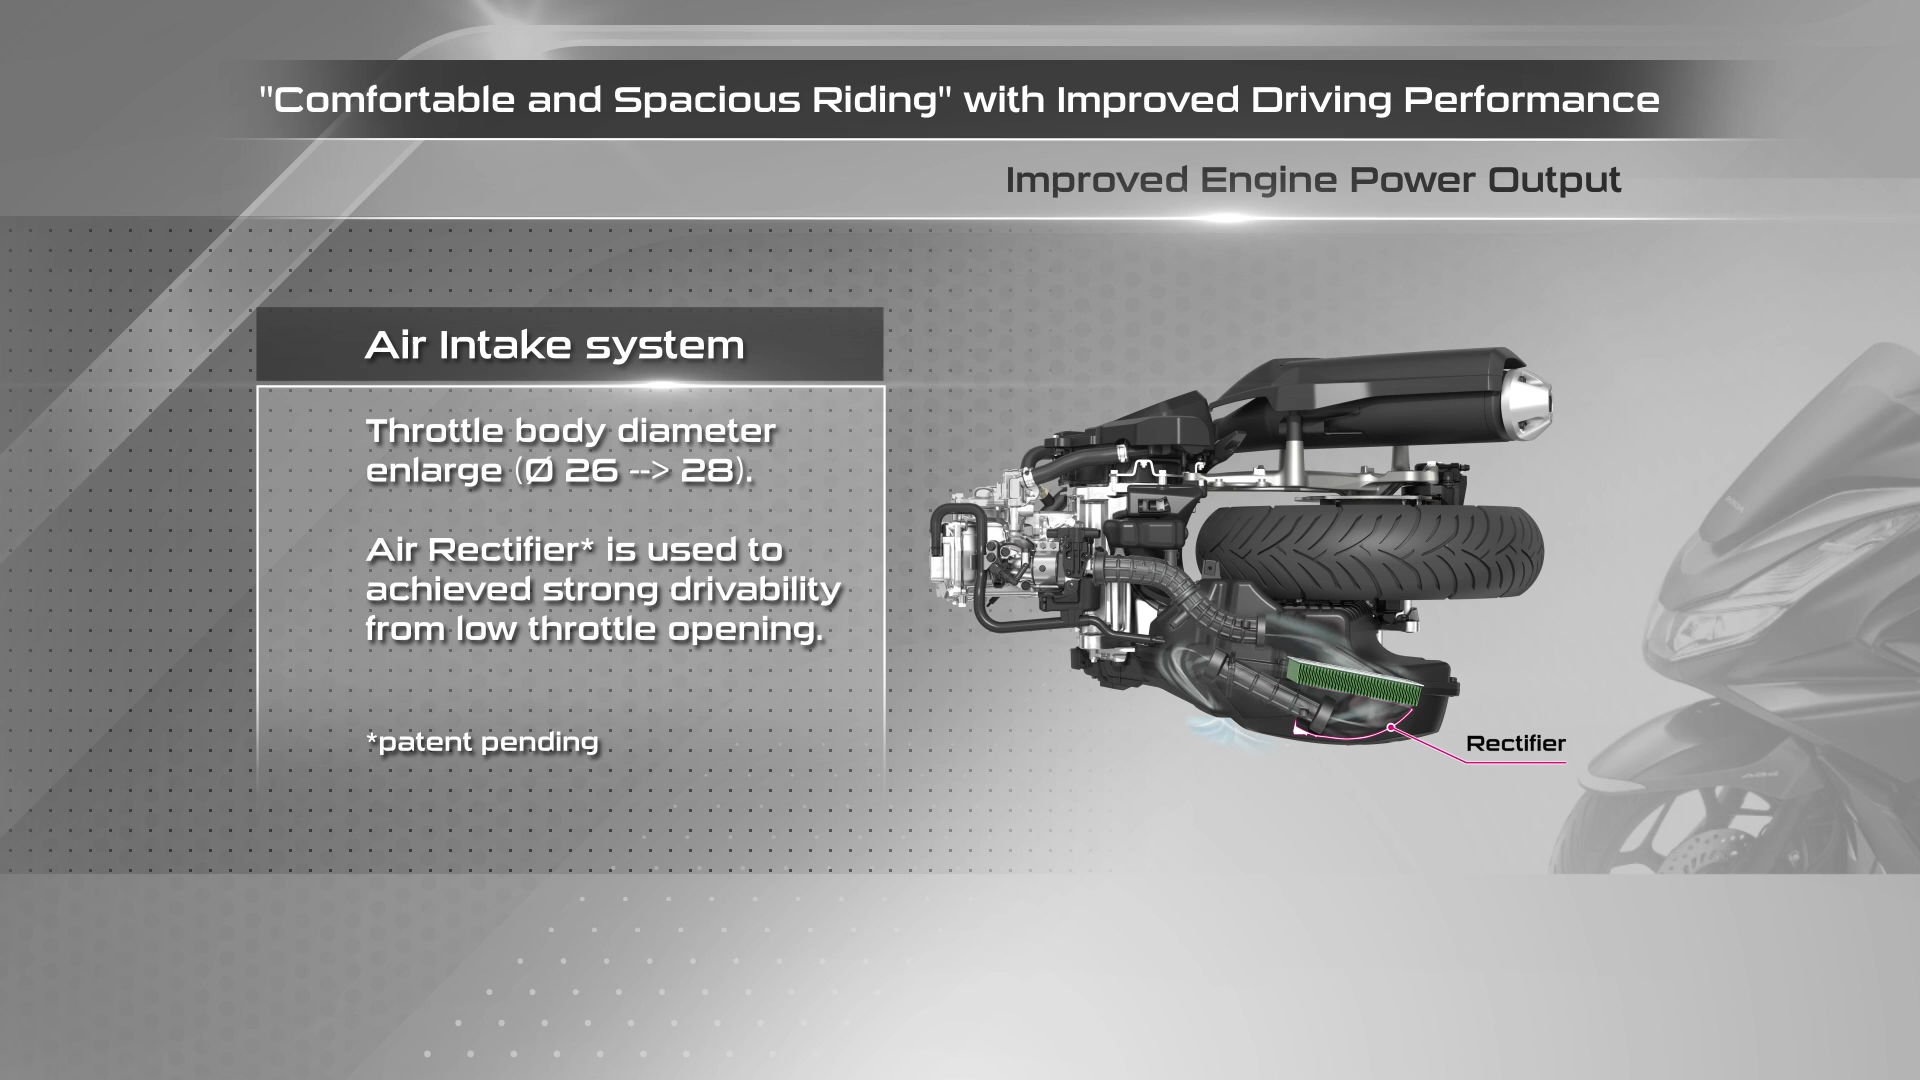 "Comfortable and Spacious Riding" with Improved Driving Performance
Improved Engine Power Output
Air Intake system
Throttle body diameter
enlarge (Ø 26 --> 28).
Air Rectifier* is used to
achieved strong drivability
from low throttle opening.
*patent pending
Rectifier